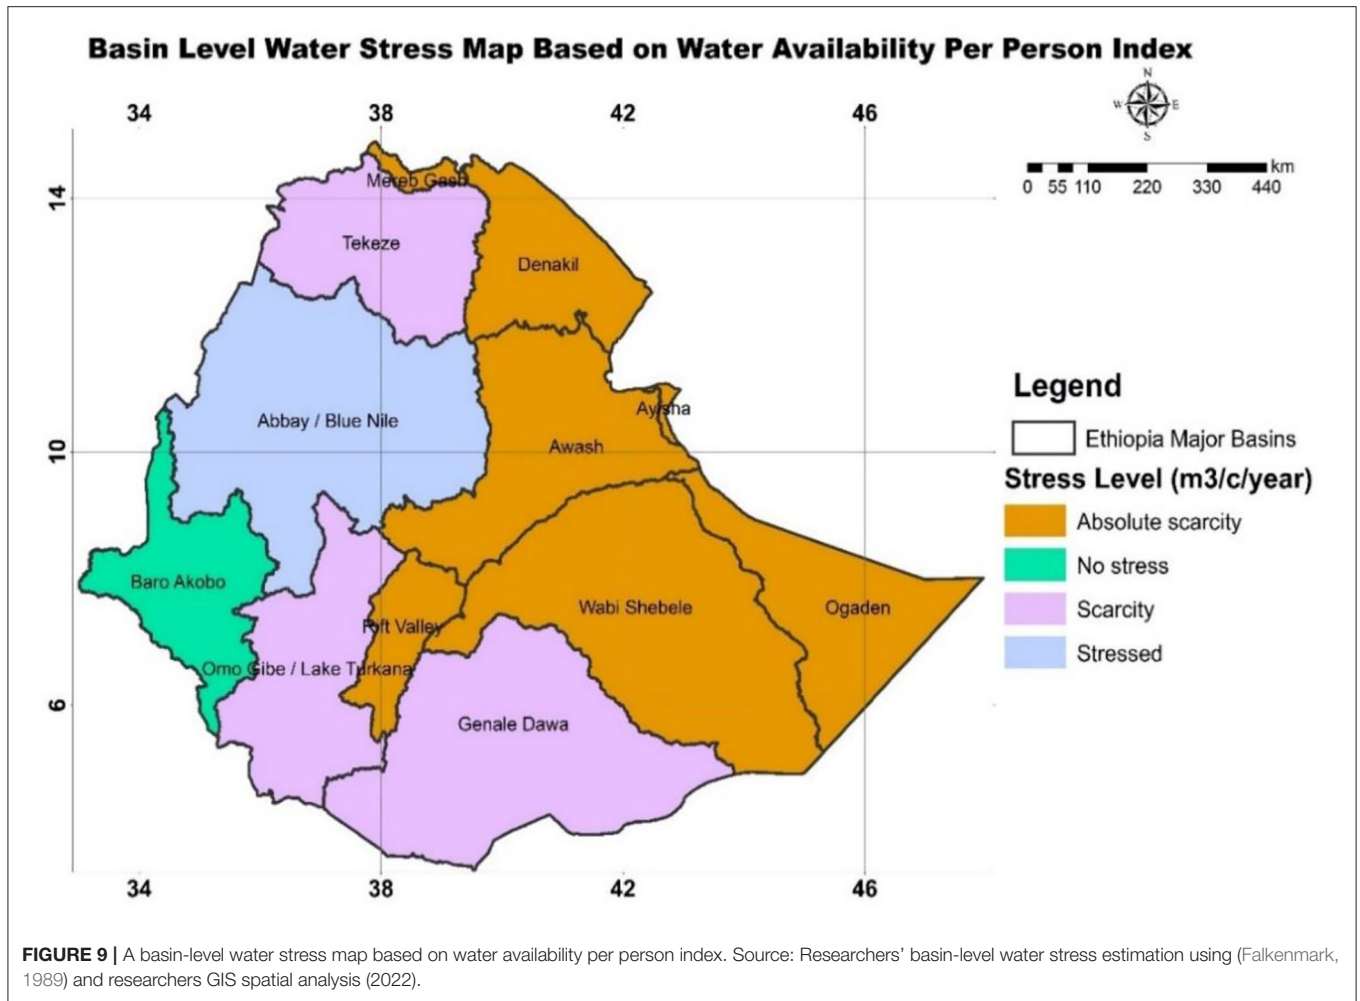 Basin Level Water Stress Map Based on Water Availability Per Person Index
N
W E
S
34 38 42 46
km
0 55 110 220 330 440
14
10
6
Mereb Gash
Tekeze
Denakil
Abbay / Blue Nile
Ayisha
Awash
Baro Akobo
Rift Valley
Wabi Shebele
Ogaden
Omo Gibe / Lake Turkana
Genale Dawa
Legend
Ethiopia Major Basins
Stress Level (m3/c/year)
Absolute scarcity
No stress
Scarcity
Stressed
34 38 42 46
FIGURE 9 | A basin-level water stress map based on water availability per person index. Source: Researchers’ basin-level water stress estimation using (Falkenmark,
1989) and researchers GIS spatial analysis (2022).